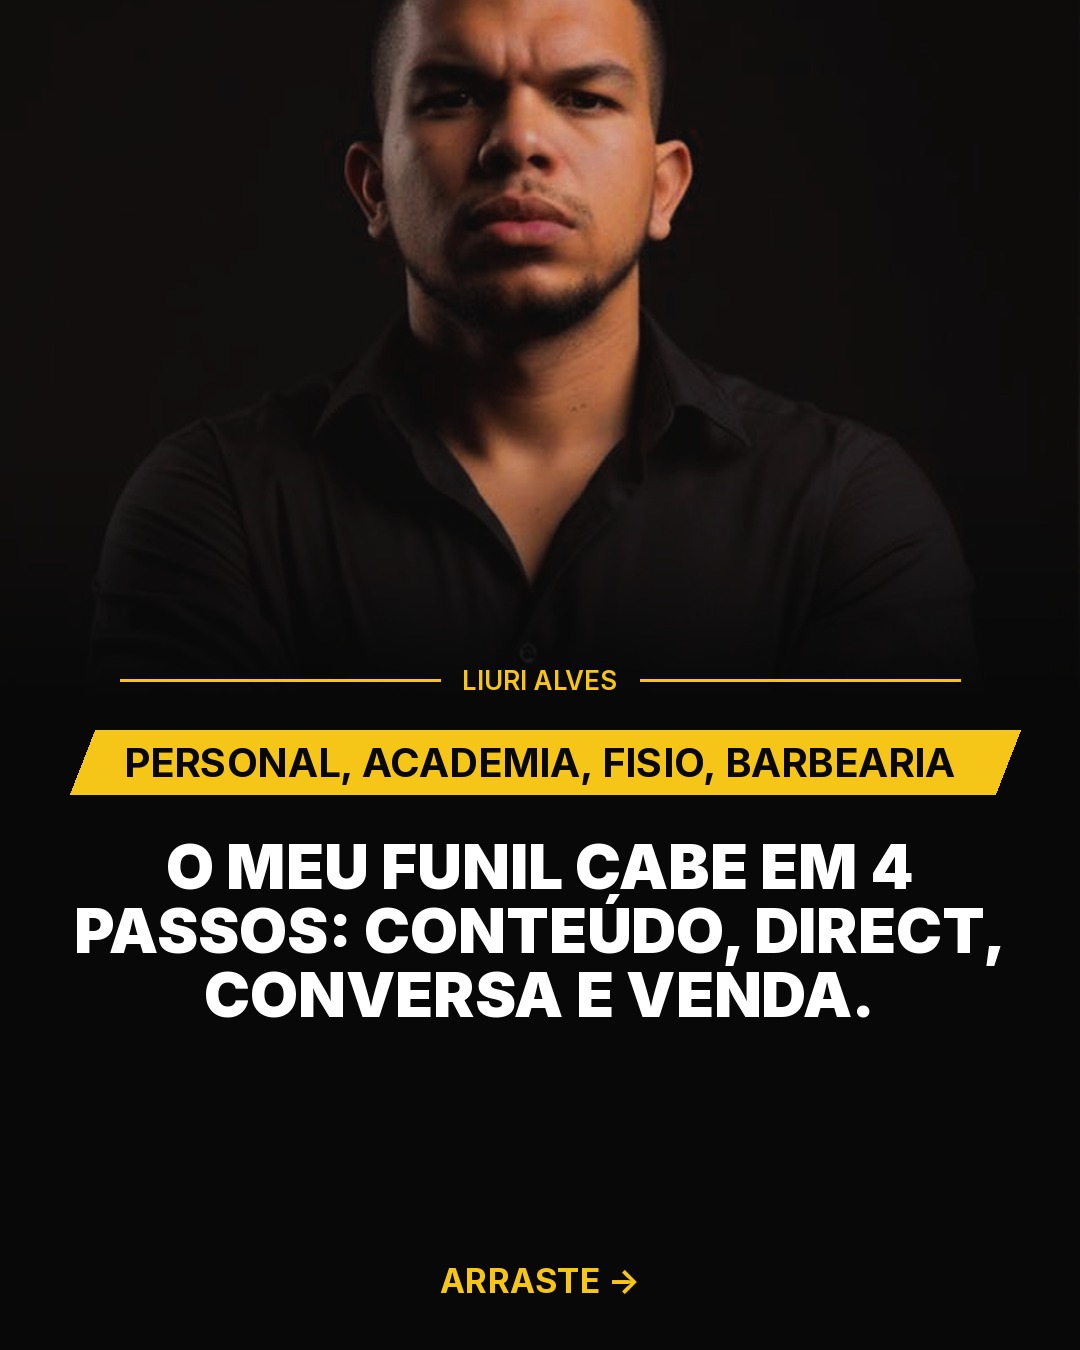 LIURI ALVES
PERSONAL, ACADEMIA, FISIO, BARBEARIA
O MEU FUNIL CABE EM 4
PASSOS: CONTEÚDO, DIRECT,
CONVERSA E VENDA.
ARRASTE →